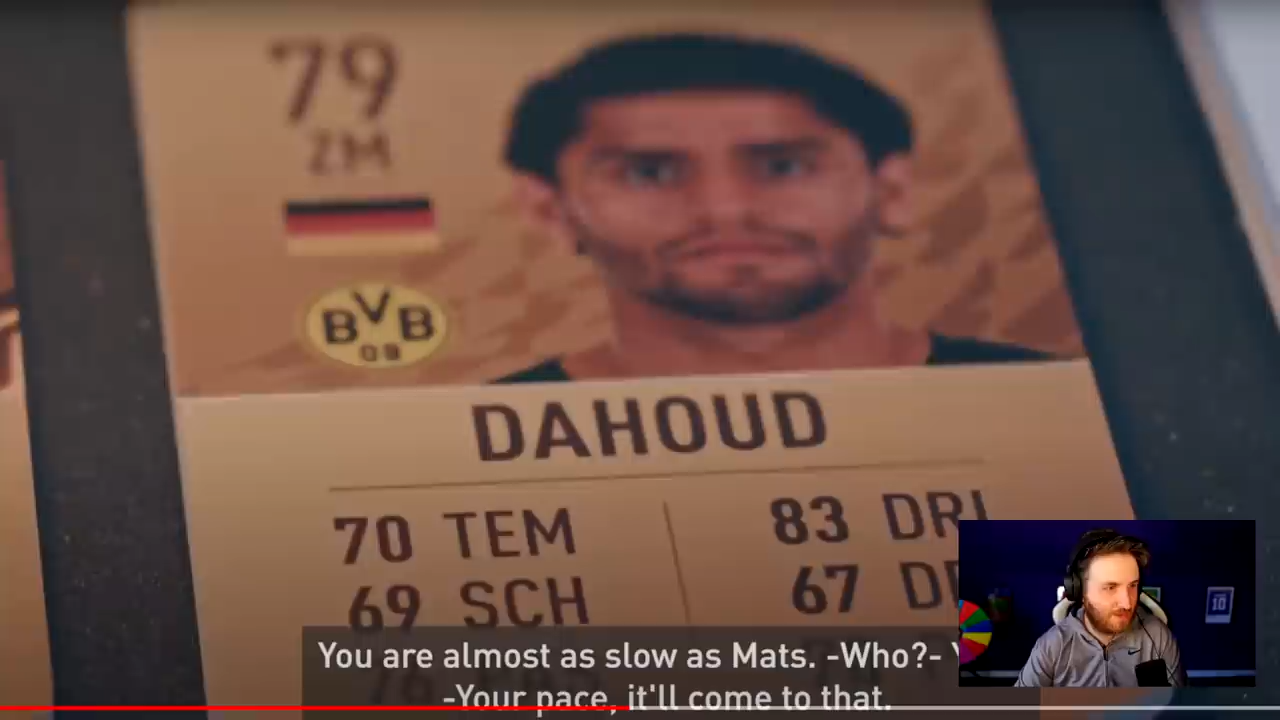 79
ZM
BVB
09
DAHOUD
70 TEM
83 DRI
69 SCH
67
You are almost as slow as Mats. -Who?-
-Your pace, it'll come to that.
10